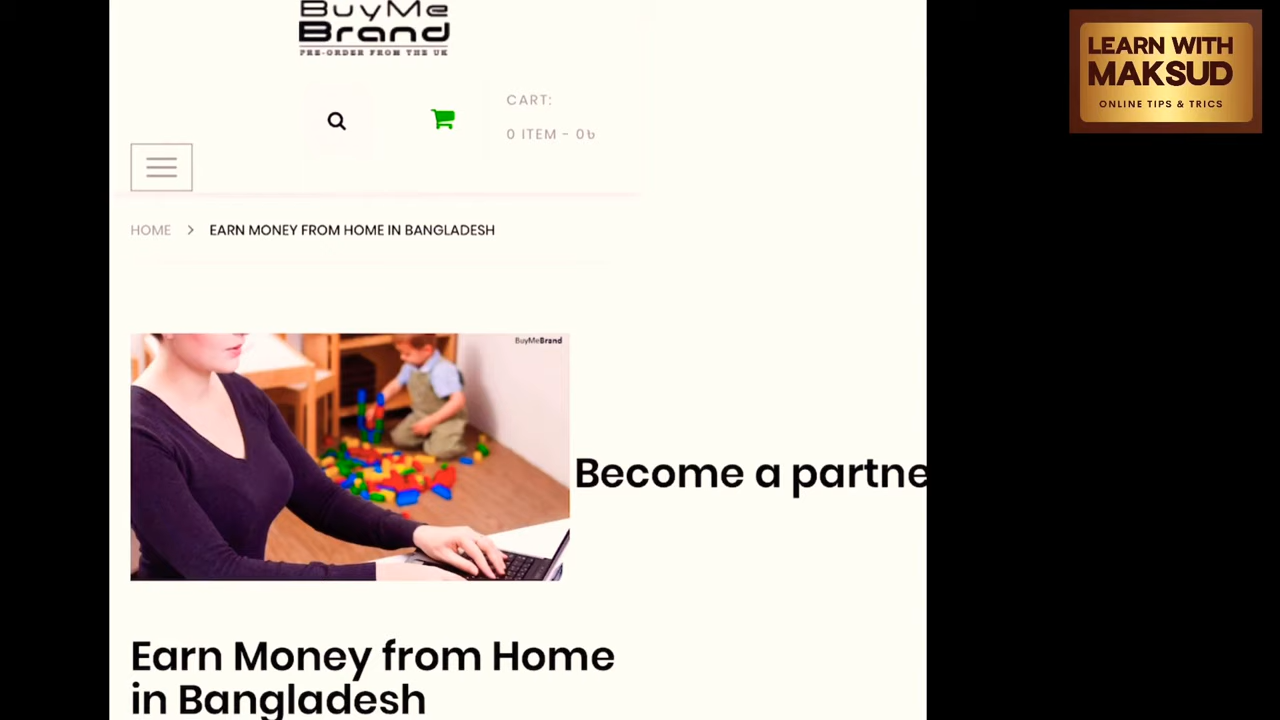 BuyMe
Brand
PRE-ORDER FROM THE UK
LEARN WITH
MAKSUD
ONLINE TIPS & TRICS
CART:
0 ITEM - 0৳
HOME > EARN MONEY FROM HOME IN BANGLADESH
BuyMeBrand
Become a partne
Earn Money from Home
in Bangladesh